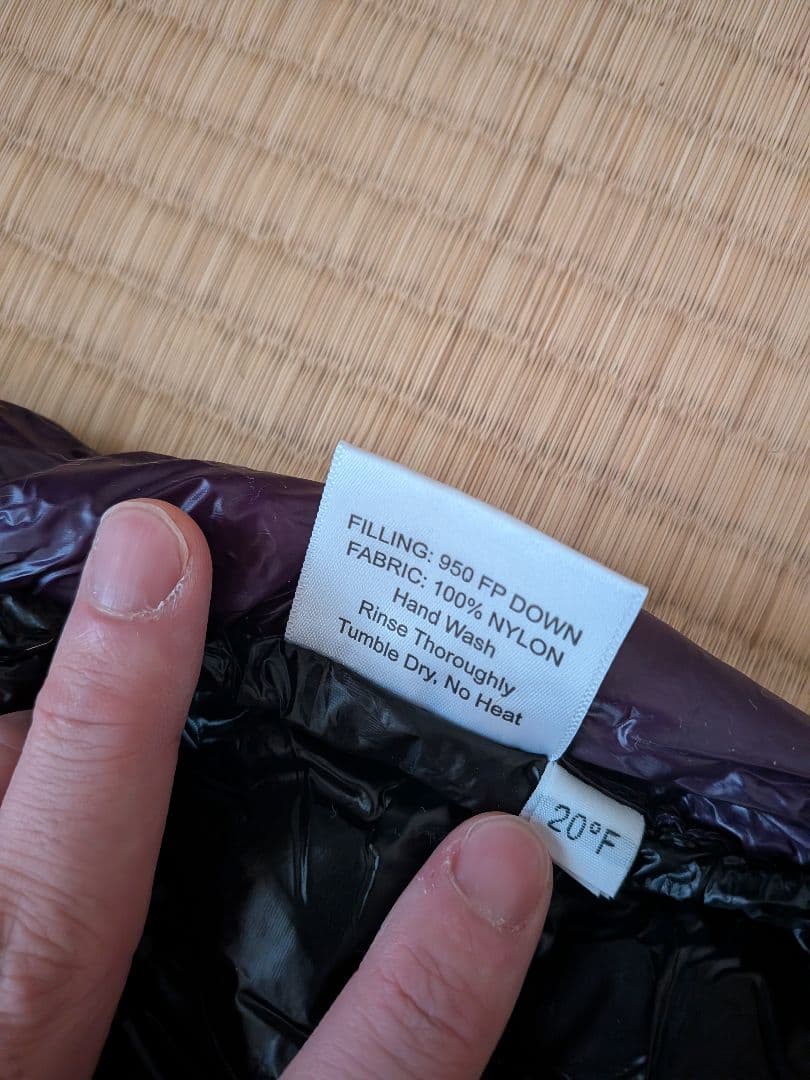 FILLING: 950 FP DOWN
FABRIC: 100% NYLON
Hand Wash
Rinse Thoroughly
Tumble Dry, No Heat
20°F